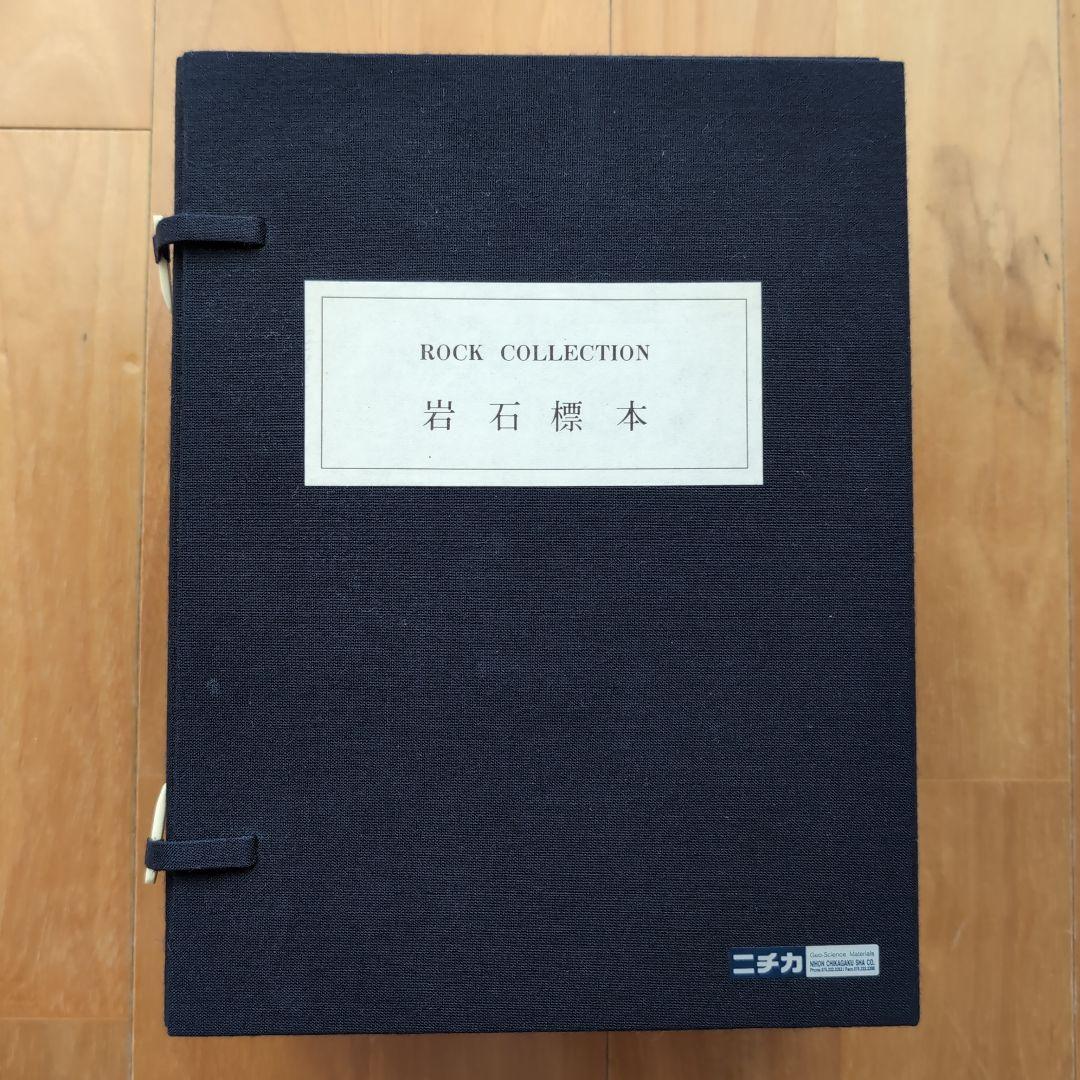 ROCK COLLECTION
岩石標本
ニチカ
Geo-Science Materials
NIHON CHIKAGAKU SHA CO.